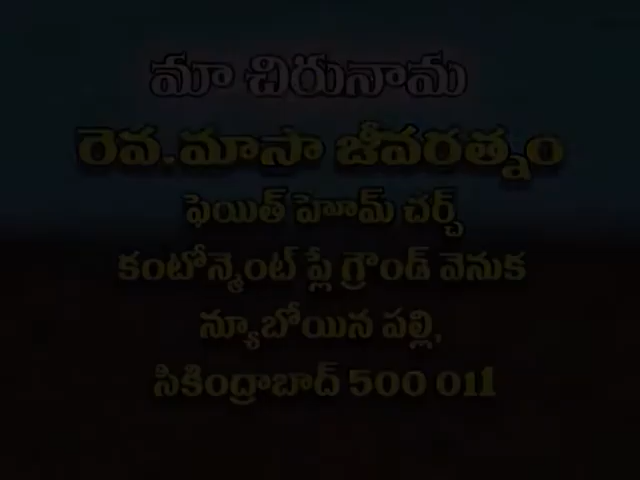 మా చిరునామ
రెవ.మాసా జీవరత్నం
ఫెయిత్ హెూమ్ చర్చ్
కంటోన్మెంట్ ప్లే గ్రౌండ్ వెనుక
న్యూబోయిన పల్లి,
సికింద్రాబాద్ 500 011